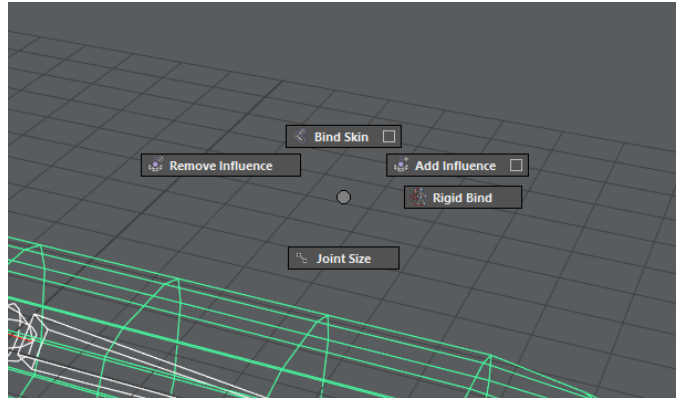 Bind Skin
Remove Influence
Add Influence
Rigid Bind
Joint Size